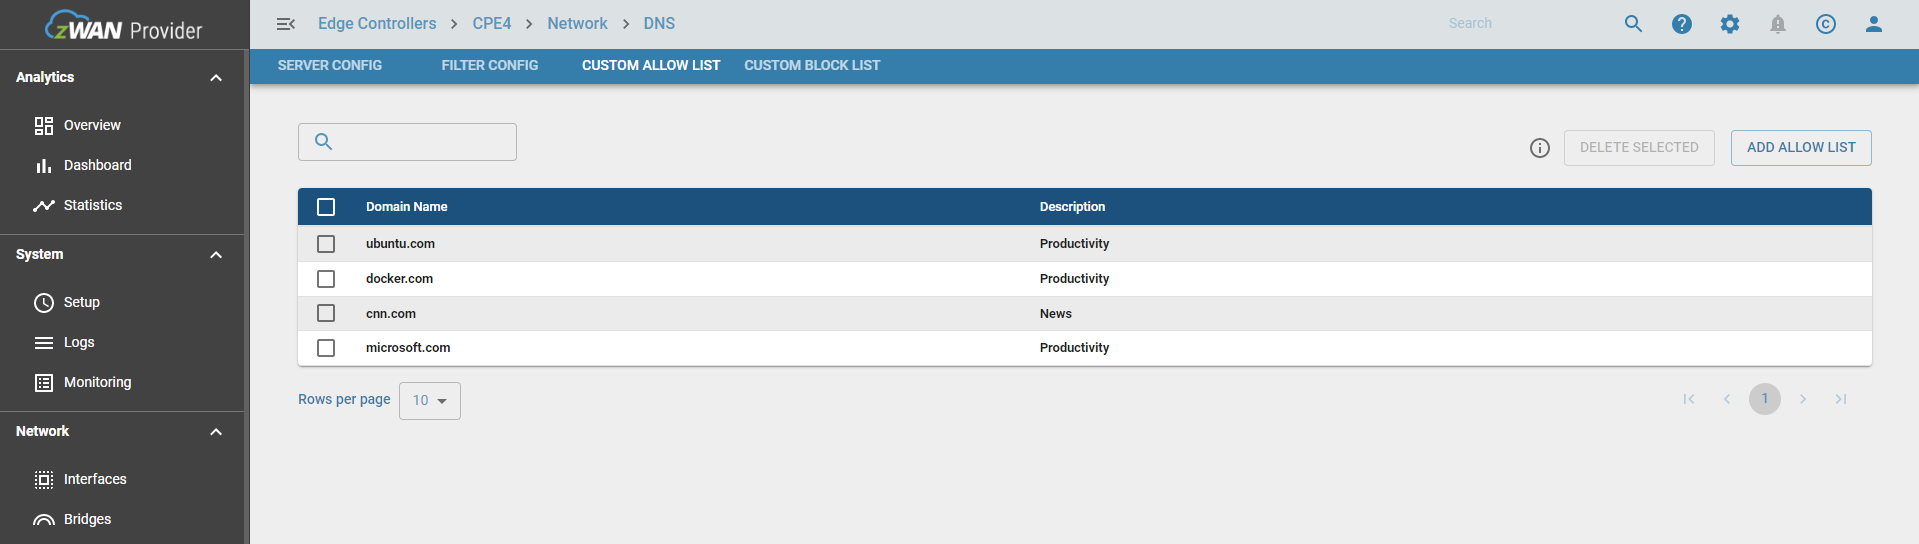 zWAN Provider
Edge Controllers > CPE4 > Network > DNS
Search
SERVER CONFIG FILTER CONFIG CUSTOM ALLOW LIST CUSTOM BLOCK LIST
Analytics
Overview
Dashboard
Statistics
System
Setup
Logs
Monitoring
Network
Interfaces
Bridges
DELETE SELECTED ADD ALLOW LIST
Domain Name Description
ubuntu.com Productivity
docker.com Productivity
cnn.com News
microsoft.com Productivity
Rows per page 10
1